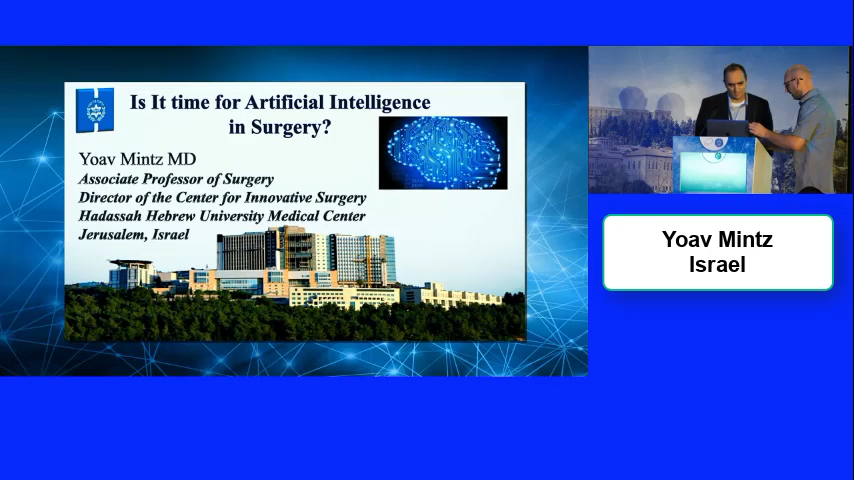 Is It time for Artificial Intelligence
in Surgery?
Yoav Mintz MD
Associate Professor of Surgery
Director of the Center for Innovative Surgery
Hadassah Hebrew University Medical Center
Jerusalem, Israel
Yoav Mintz
Israel